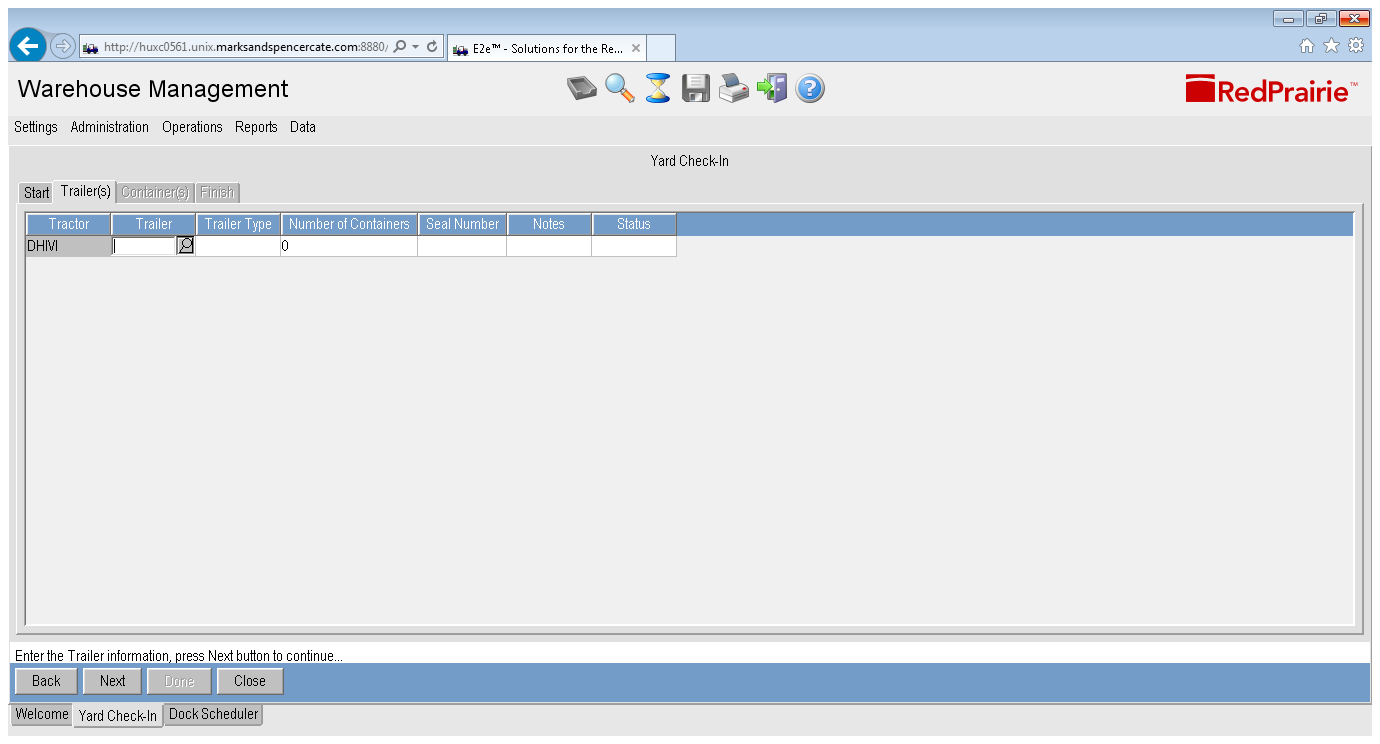 http://huxc0561.unix.marksandspencercate.com:8880/
E2e™ - Solutions for the Re...
Warehouse Management
RedPrairie™
Settings Administration Operations Reports Data
Yard Check-In
Start Trailer(s) Container(s) Finish
Tractor Trailer Trailer Type Number of Containers Seal Number Notes Status
DHIVI 0
Enter the Trailer information, press Next button to continue...
Back Next Done Close
Welcome Yard Check-In Dock Scheduler